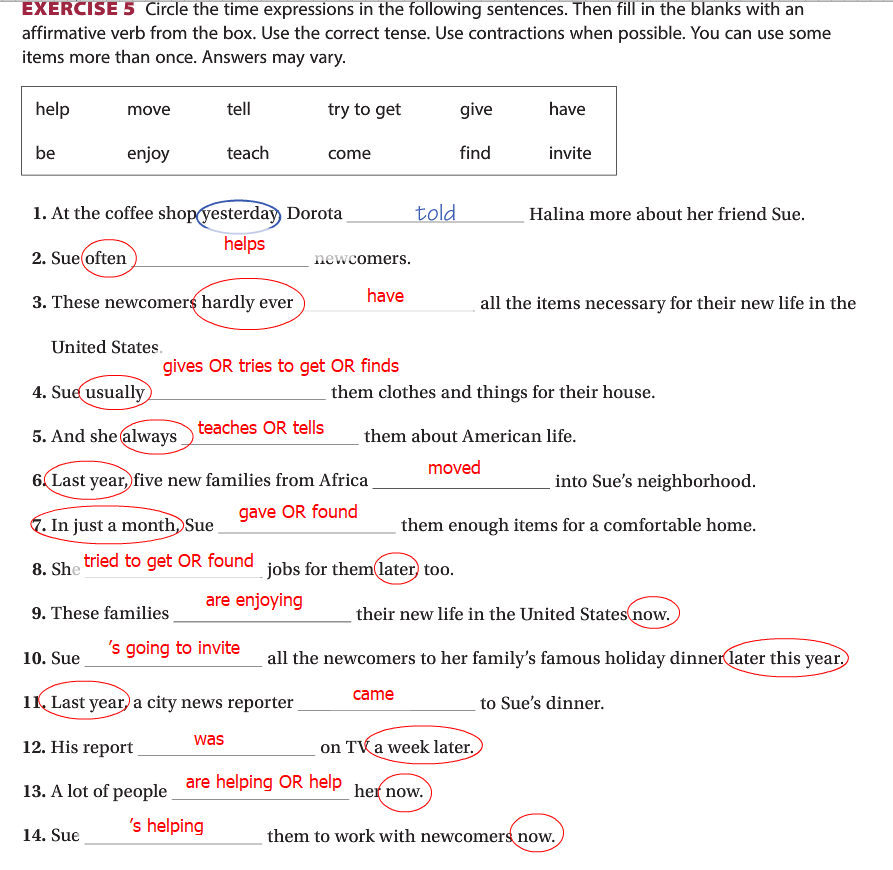 EXERCISE 5 Circle the time expressions in the following sentences. Then fill in the blanks with an
affirmative verb from the box. Use the correct tense. Use contractions when possible. You can use some
items more than once. Answers may vary.
help move tell try to get give have
be enjoy teach come find invite
1. At the coffee shop yesterday Dorota told Halina more about her friend Sue.
2. Sue often helps newcomers.
3. These newcomers hardly ever have all the items necessary for their new life in the
United States.
4. Sue usually gives OR tries to get OR finds them clothes and things for their house.
5. And she always teaches OR tells them about American life.
6. Last year, five new families from Africa moved into Sue's neighborhood.
7. In just a month, Sue gave OR found them enough items for a comfortable home.
8. She tried to get OR found jobs for them later, too.
9. These families are enjoying their new life in the United States now.
10. Sue 's going to invite all the newcomers to her family's famous holiday dinner later this year.
11. Last year, a city news reporter came to Sue's dinner.
12. His report was on TV a week later.
13. A lot of people are helping OR help her now.
14. Sue 's helping them to work with newcomers now.